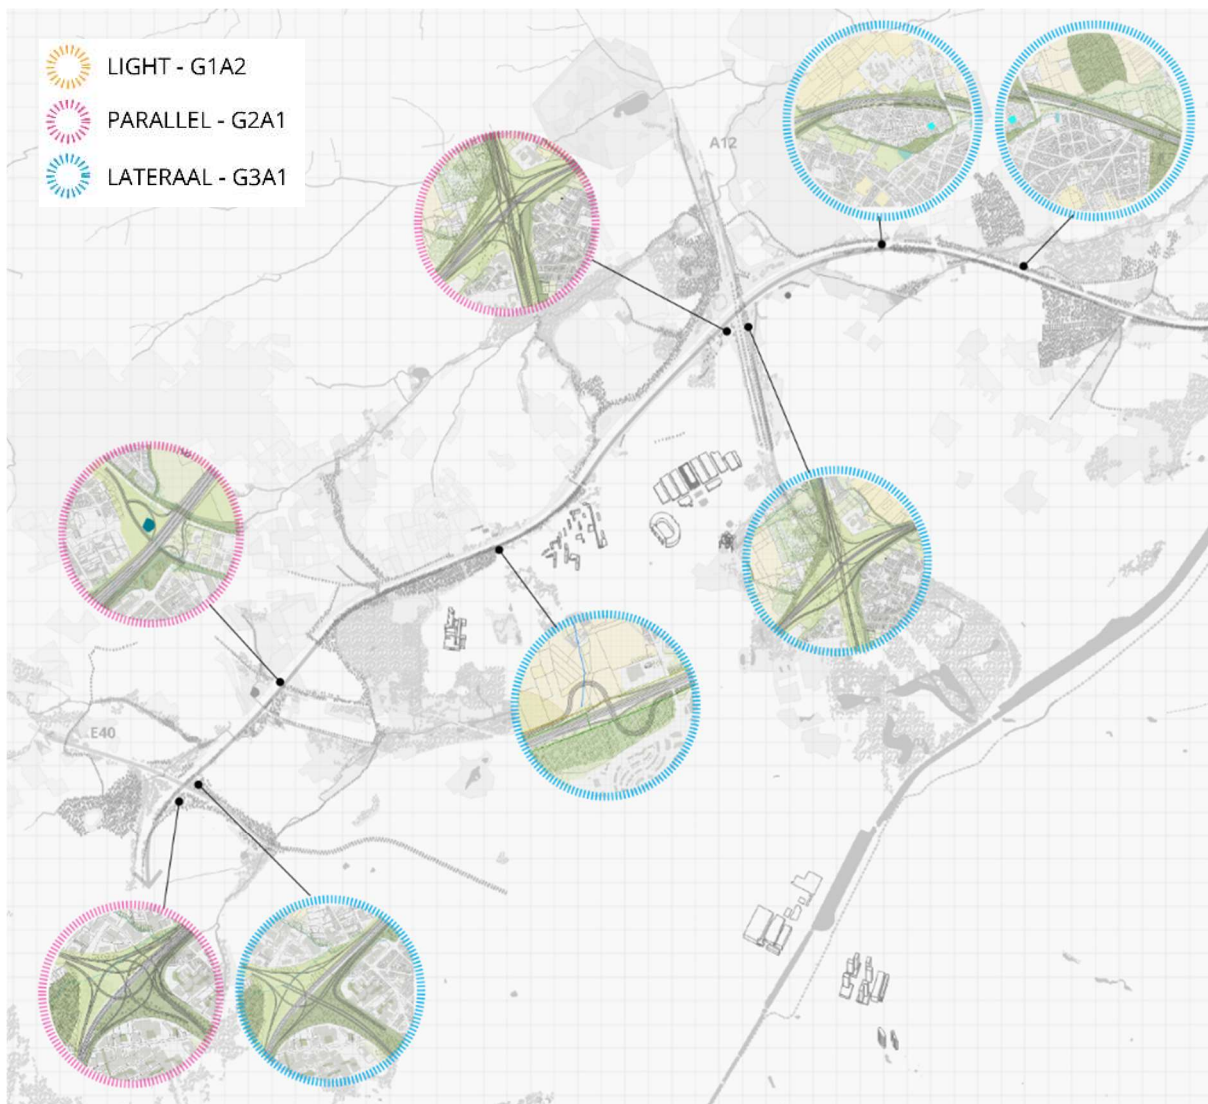 LIGHT - G1A2
PARALLEL - G2A1
LATERAAL - G3A1
A12
E40